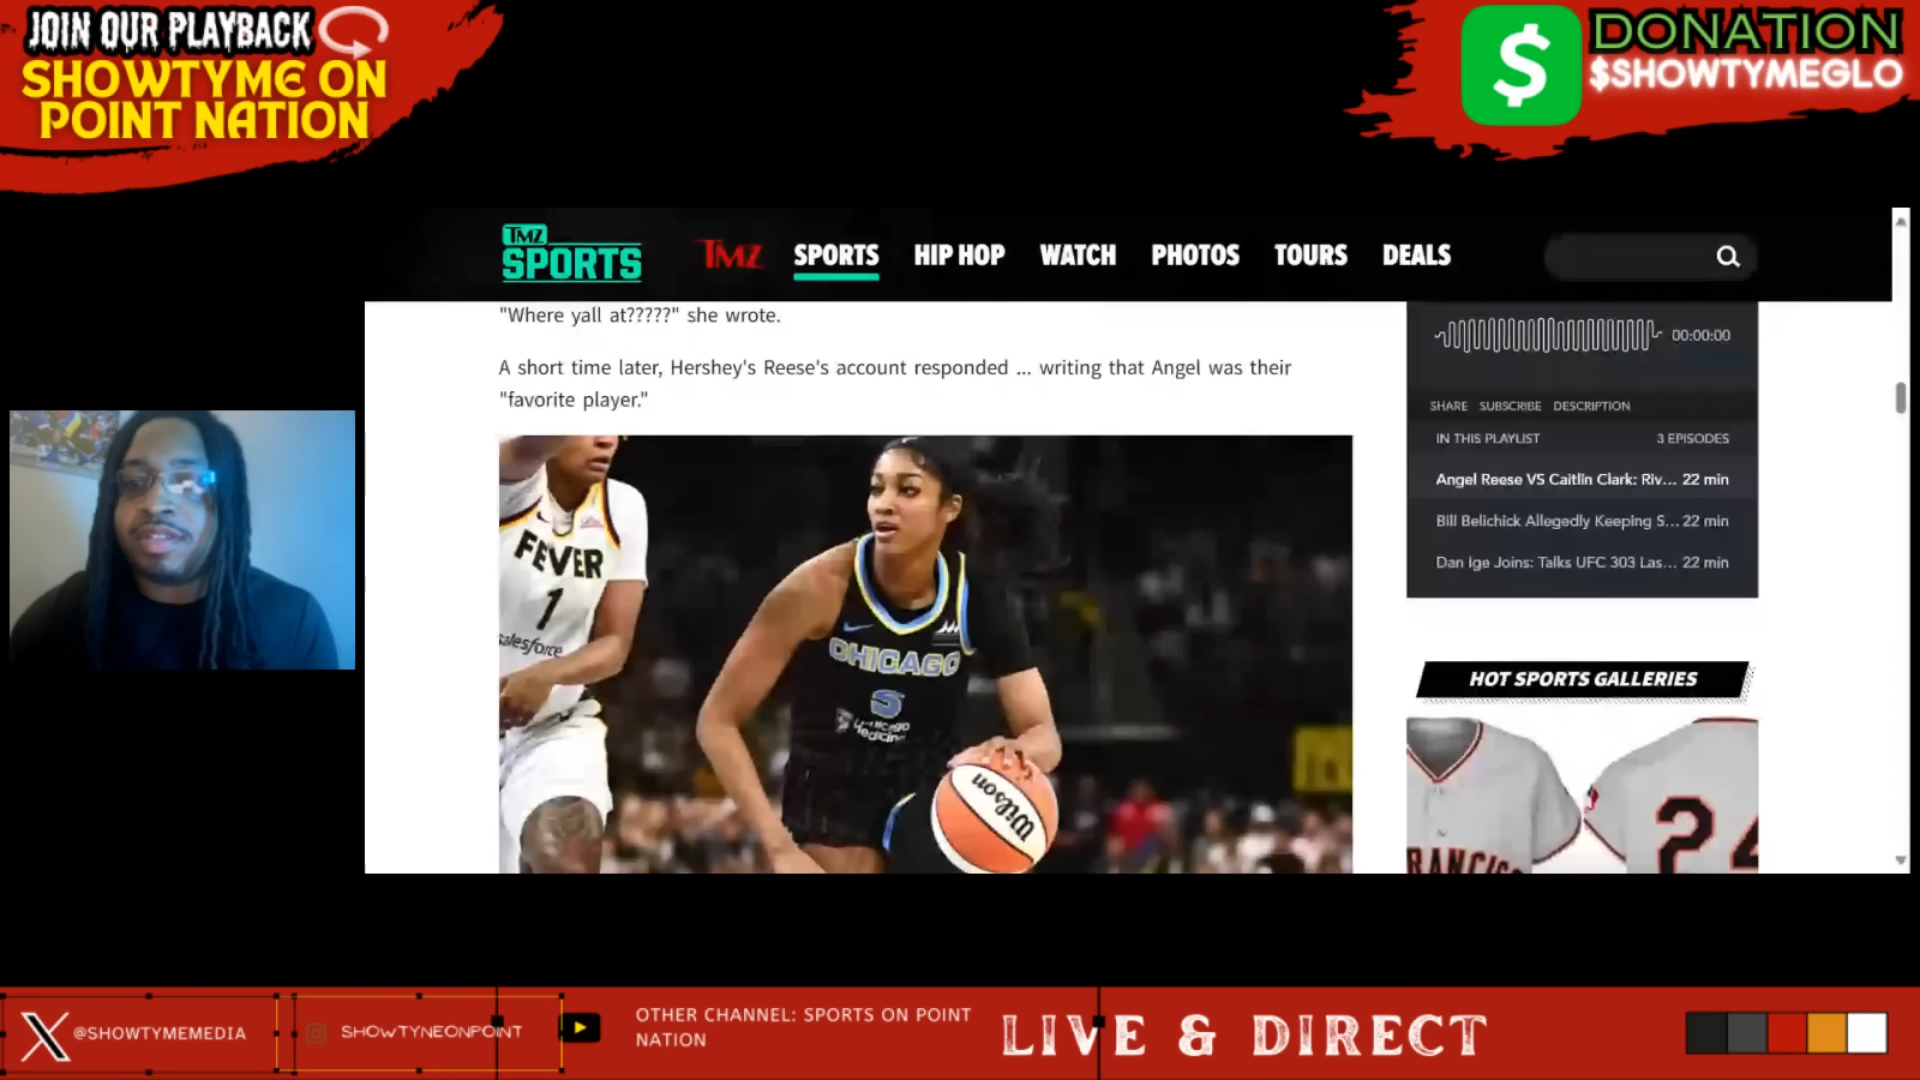 JOIN OUR PLAYBACK
SHOWTYME ON
POINT NATION
$
DONATION
$SHOWTYMEGLO
TMZ
SPORTS
TMZ SPORTS HIP HOP WATCH PHOTOS TOURS DEALS
"Where yall at?????" she wrote.
A short time later, Hershey's Reese's account responded ... writing that Angel was their
"favorite player."
FEVER
1
salesforce
CHICAGO
5
Medicine
Wilson
00:00:00
SHARE SUBSCRIBE DESCRIPTION
IN THIS PLAYLIST 3 EPISODES
Angel Reese VS Caitlin Clark: Riv... 22 min
Bill Belichick Allegedly Keeping S... 22 min
Dan Ige Joins: Talks UFC 303 Las... 22 min
HOT SPORTS GALLERIES
RANCISC
24
X @SHOWTYMEMEDIA
SHOWTYNEONPOINT
OTHER CHANNEL: SPORTS ON POINT
NATION
LIVE & DIRECT